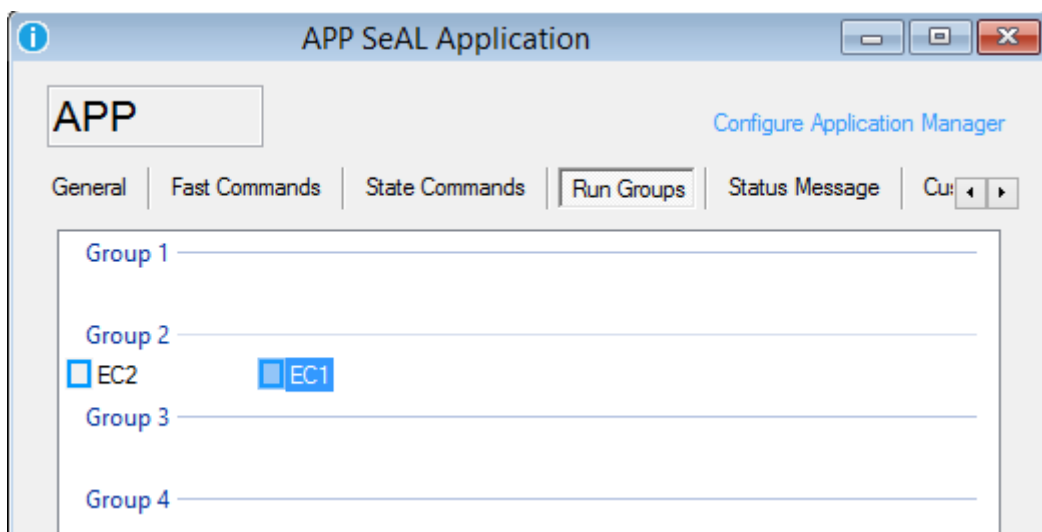 APP SeAL Application
APP
Configure Application Manager
General Fast Commands State Commands Run Groups Status Message
Group 1
Group 2
EC2 EC1
Group 3
Group 4